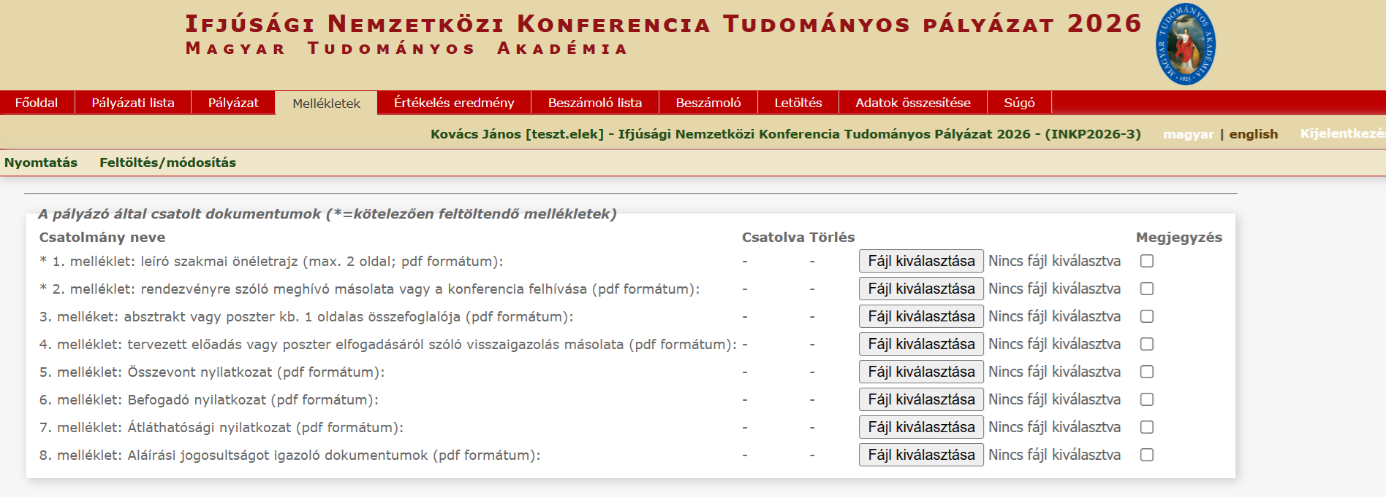 Ifjúsági Nemzetközi Konferencia Tudományos pályázat 2026
Magyar Tudományos Akadémia
MAGYAR TUDOMÁNYOS AKADÉMIA
1825
Főoldal Pályázati lista Pályázat Mellékletek Értékelés eredmény Beszámoló lista Beszámoló Letöltés Adatok összesítése Súgó
Kovács János [teszt.elek] - Ifjúsági Nemzetközi Konferencia Tudományos Pályázat 2026 - (INKP2026-3) magyar | english Kijelentkezés
Nyomtatás Feltöltés/módosítás
A pályázó által csatolt dokumentumok (*=kötelezően feltöltendő mellékletek)
Csatolmány neve Csatolva Törlés Megjegyzés
* 1. melléklet: leíró szakmai önéletrajz (max. 2 oldal; pdf formátum): - - Fájl kiválasztása Nincs fájl kiválasztva
* 2. melléklet: rendezvényre szóló meghívó másolata vagy a konferencia felhívása (pdf formátum): - - Fájl kiválasztása Nincs fájl kiválasztva
3. melléket: absztrakt vagy poszter kb. 1 oldalas összefoglalója (pdf formátum): - - Fájl kiválasztása Nincs fájl kiválasztva
4. melléklet: tervezett előadás vagy poszter elfogadásáról szóló visszaigazolás másolata (pdf formátum): - - Fájl kiválasztása Nincs fájl kiválasztva
5. melléklet: Összevont nyilatkozat (pdf formátum): - - Fájl kiválasztása Nincs fájl kiválasztva
6. melléklet: Befogadó nyilatkozat (pdf formátum): - - Fájl kiválasztása Nincs fájl kiválasztva
7. melléklet: Átláthatósági nyilatkozat (pdf formátum): - - Fájl kiválasztása Nincs fájl kiválasztva
8. melléklet: Aláírási jogosultságot igazoló dokumentumok (pdf formátum): - - Fájl kiválasztása Nincs fájl kiválasztva